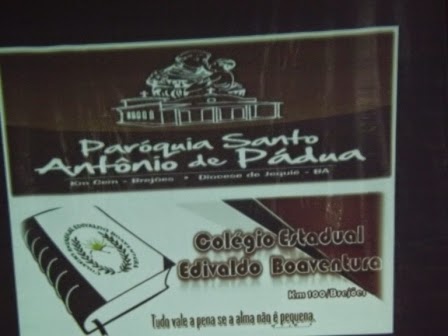 Paróquia Santo
Antônio de Pádua
Km Cem - Brejões • Diocese de Jequié - BA
Colégio Estadual
Edivaldo Boaventura
Km 100/Brejões
Tudo vale a pena se a alma não é pequena.